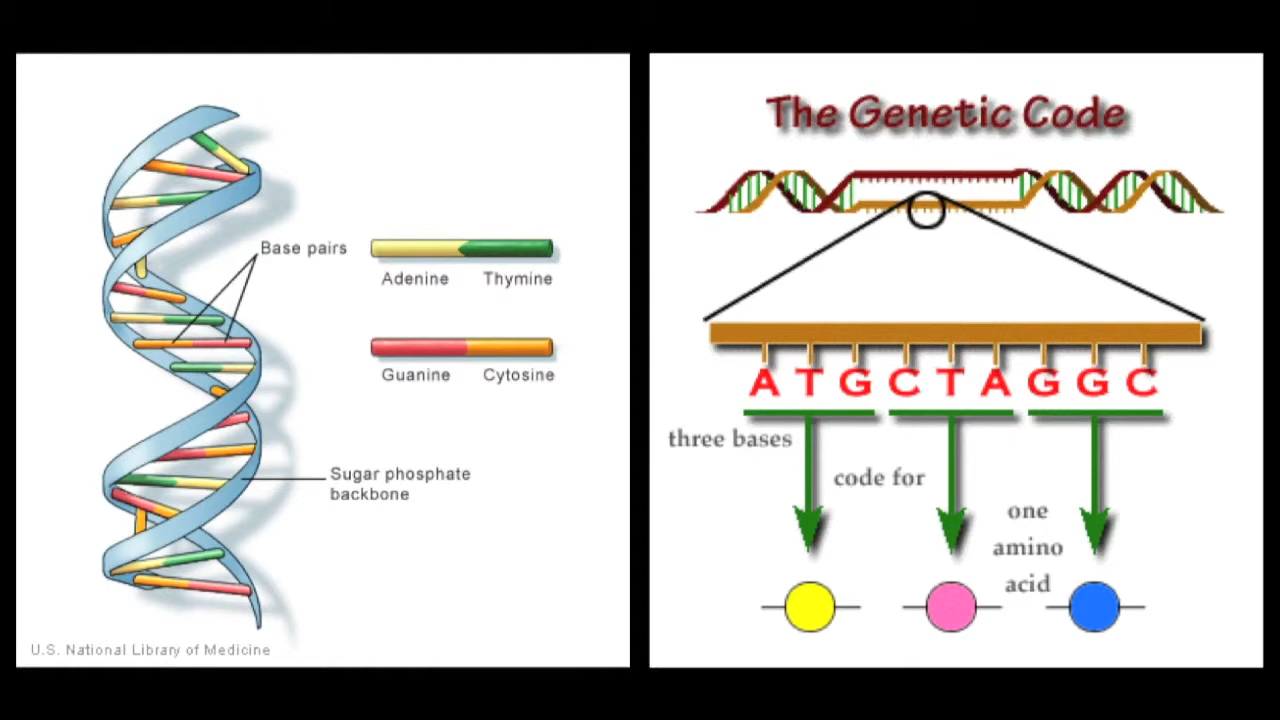 Base pairs
Adenine Thymine
Guanine Cytosine
Sugar phosphate
backbone
U.S. National Library of Medicine
The Genetic Code
A T G C T A G G C
three bases
code for
one
amino
acid